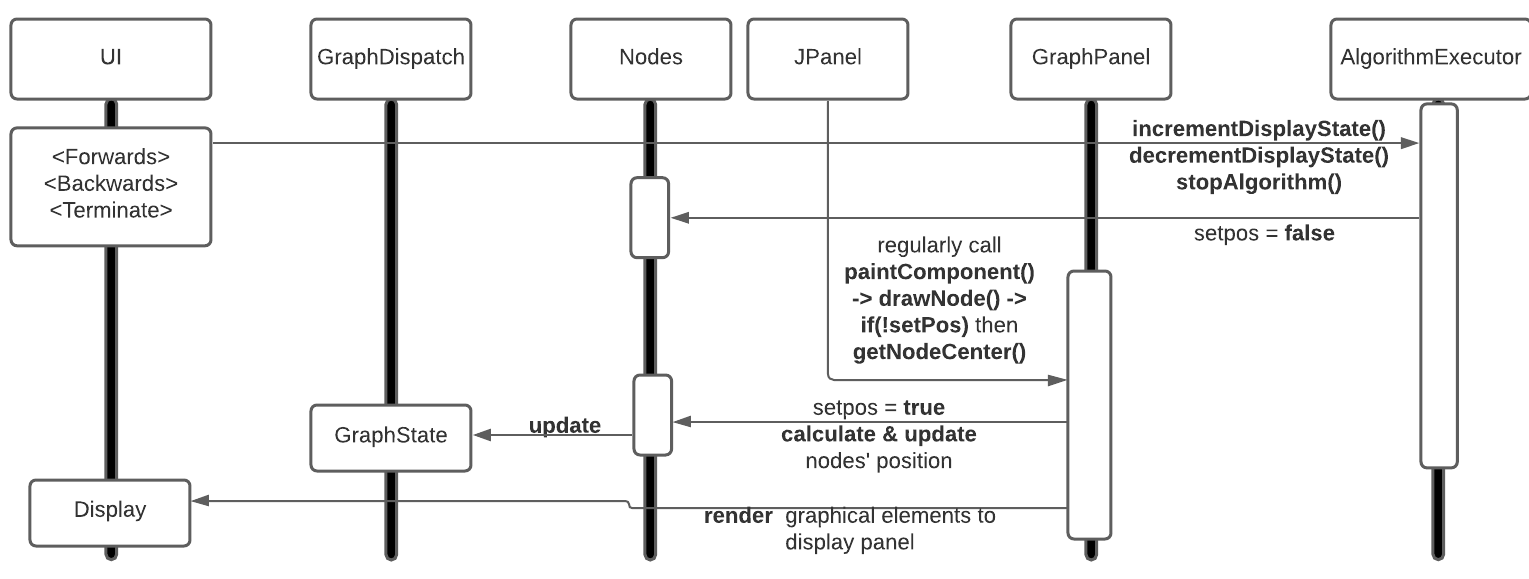 UI
GraphDispatch
Nodes
JPanel
GraphPanel
AlgorithmExecutor
<Forwards>
<Backwards>
<Terminate>
incrementDisplayState()
decrementDisplayState()
stopAlgorithm()
setpos = false
regularly call
paintComponent()
-> drawNode() ->
if(!setPos) then
getNodeCenter()
setpos = true
calculate & update
nodes' position
update
GraphState
Display
render graphical elements to
display panel